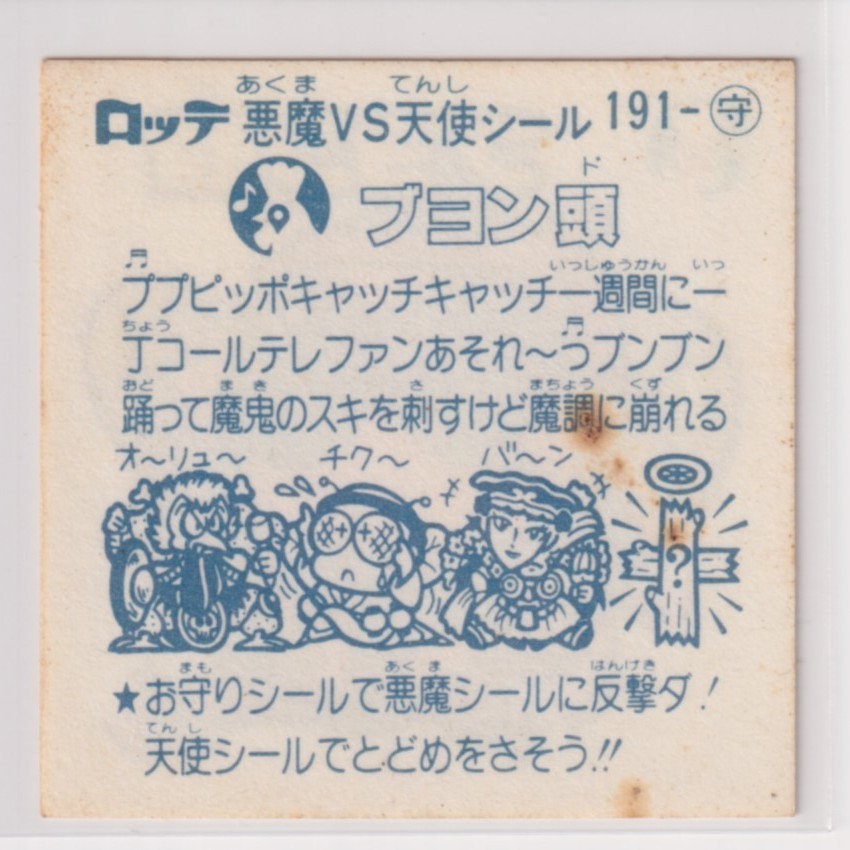 あくま てんし
ロッテ 悪魔VS天使シール 191-守
ド
ブヨン頭
いっしゅうかん いっ
ププピッポキャッチキャッチ一週間に一
ちょう
丁コールテレファンあそれ～つブンブン
おど まき さ まちょう くず
踊って魔鬼のスキを刺すけど魔調に崩れる
オ～リュ～ チク～ バ～ン
?
まも あくま はんげき
★お守りシールで悪魔シールに反撃ダ!
てんし
天使シールでとどめをさそう!!